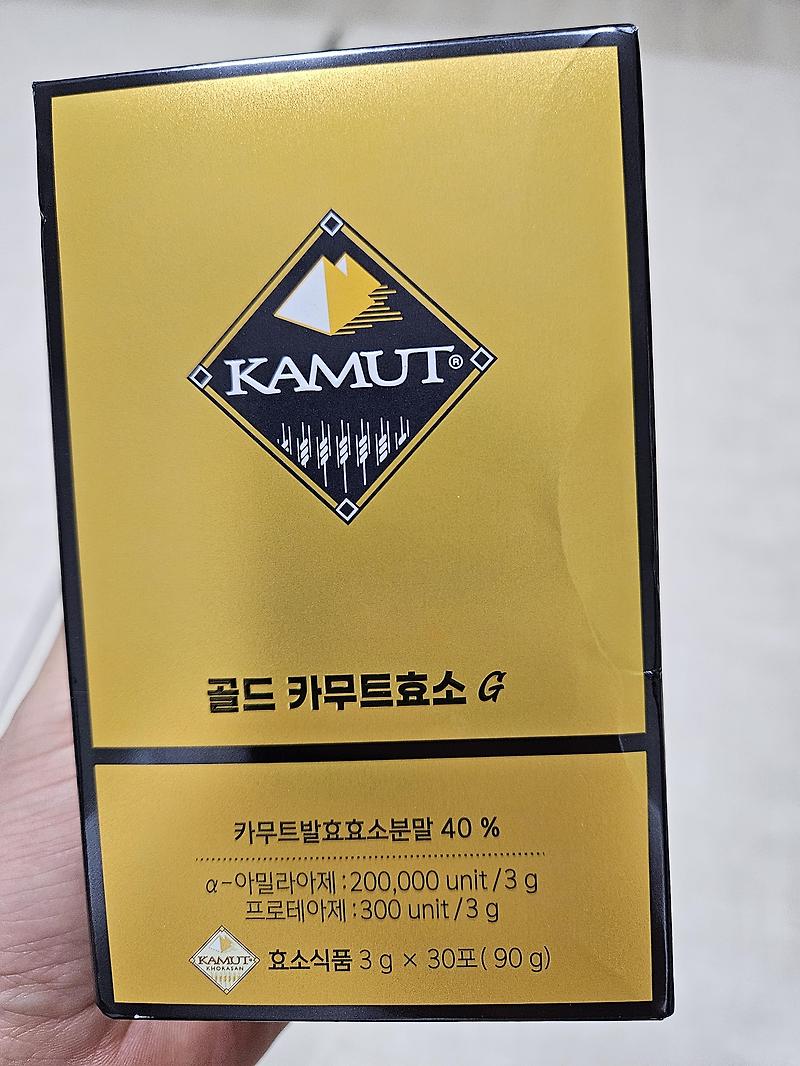 KAMUT®
골드 카무트효소 G
카무트발효효소분말 40 %
α-아밀라아제 : 200,000 unit / 3 g
프로테아제 : 300 unit / 3 g
KAMUT®
KHORASAN
효소식품 3 g × 30포( 90 g)